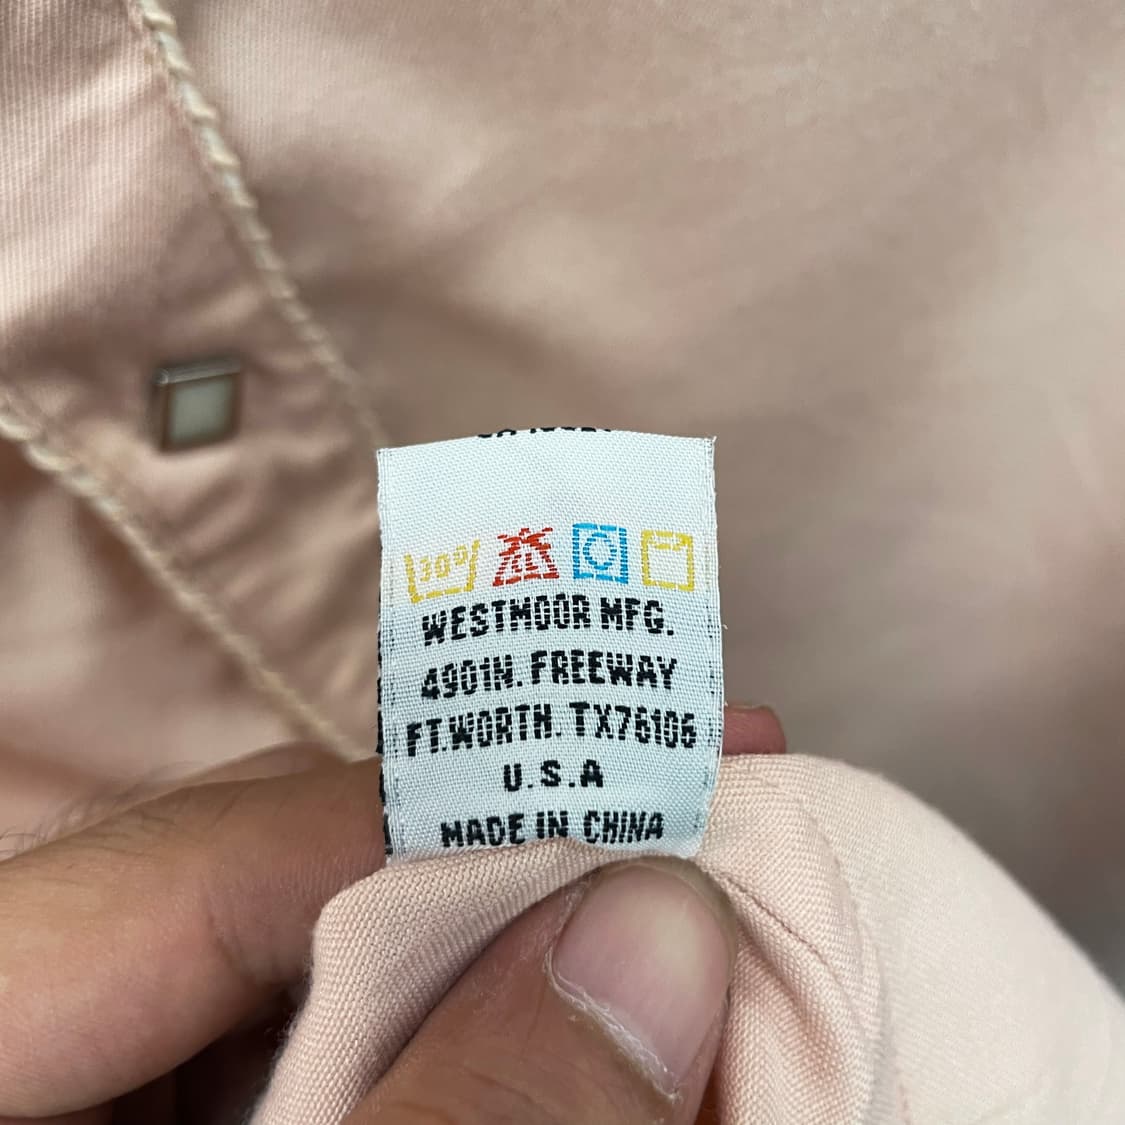 30°
WESTMOOR MFG.
4901N. FREEWAY
FT.WORTH. TX76106
U.S.A
MADE IN CHINA